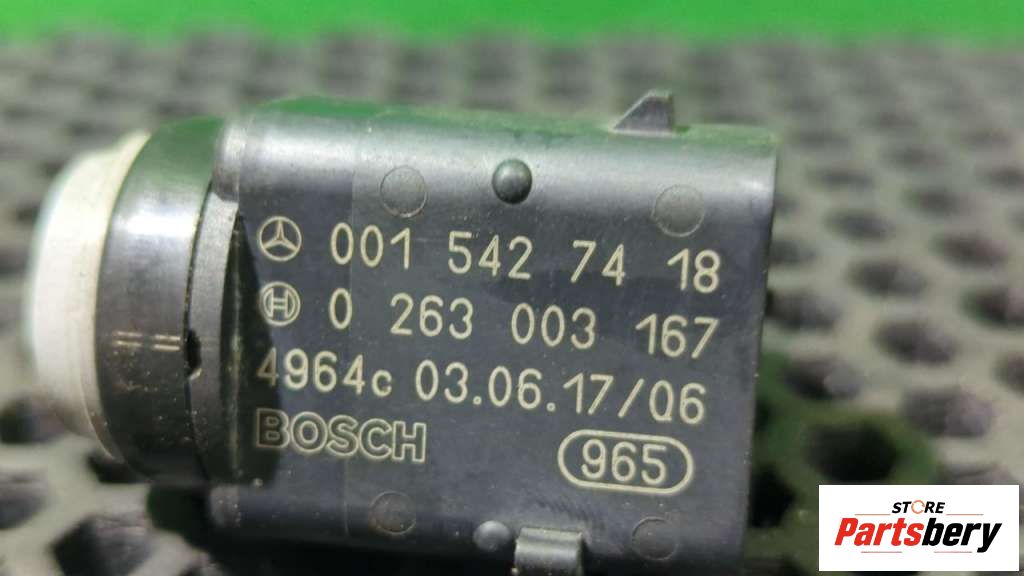 001 542 74 18
0 263 003 167
4964c 03.06.17/06
BOSCH
965
STORE
Partsbery